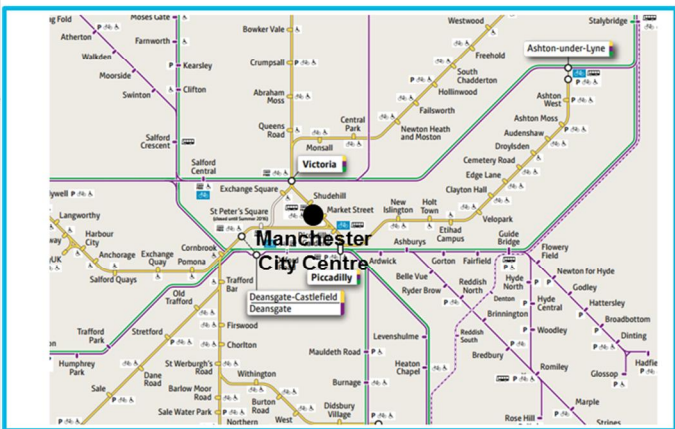 Moses Gate
Bowker Vale
Westwood
Stalybridge
ng Fold
Atherton
Farnworth
Freehold
Ashton-under-Lyne
Walkden
P Kearsley
Crumpsall P
South
Chadderton
Moorside
Hollinwood
Swinton
Clifton
Abraham
Moss
Failsworth
Ashton
West
Queens
Road
Central
Park
Ashton Moss
Salford
Crescent
Monsall
Newton Heath
and Moston
Audenshaw
Droylsden
Salford
Central
Victoria
Cemetery Road
Edge Lane
Exchange Square
Shudehill
Clayton Hall
Langworthy
St Peter's Square
(closed until Summer 2016)
Market Street
New
Islington
Holt
Town
Velopark
Harbour
City
Cornbrook
Manchester
City Centre
Etihad
Campus
Guide
Bridge
Flowery
Field
Anchorage
Exchange
Quay
Pomona
Ashburys
Salford Quays
Trafford
Bar
Piccadilly
Ardwick
Gorton
Fairfield
Newton for Hyde
Belle Vue
Hyde
North
Godley
Old
Trafford
Deansgate-Castlefield
Deansgate
Ryder Brow
Reddish
North
Denton
Hyde
Central
Hattersley
Brinnington
Broadbottom
Trafford
Park
Stretford
Firswood
Levenshulme
Reddish
South
Woodley
Dinting
Chorlton
Mauldeth Road
Bredbury
Humphrey
Park
Dane
Road
St Werburgh's
Road
Withington
Heaton
Chapel
Romiley
Glossop
Hadfie
Sale
Barlow Moor
Road
Burnage
Marple
Sale Water Park
Burton
Road
Didsbury
Village
Rose Hill
Northern
West
Strines